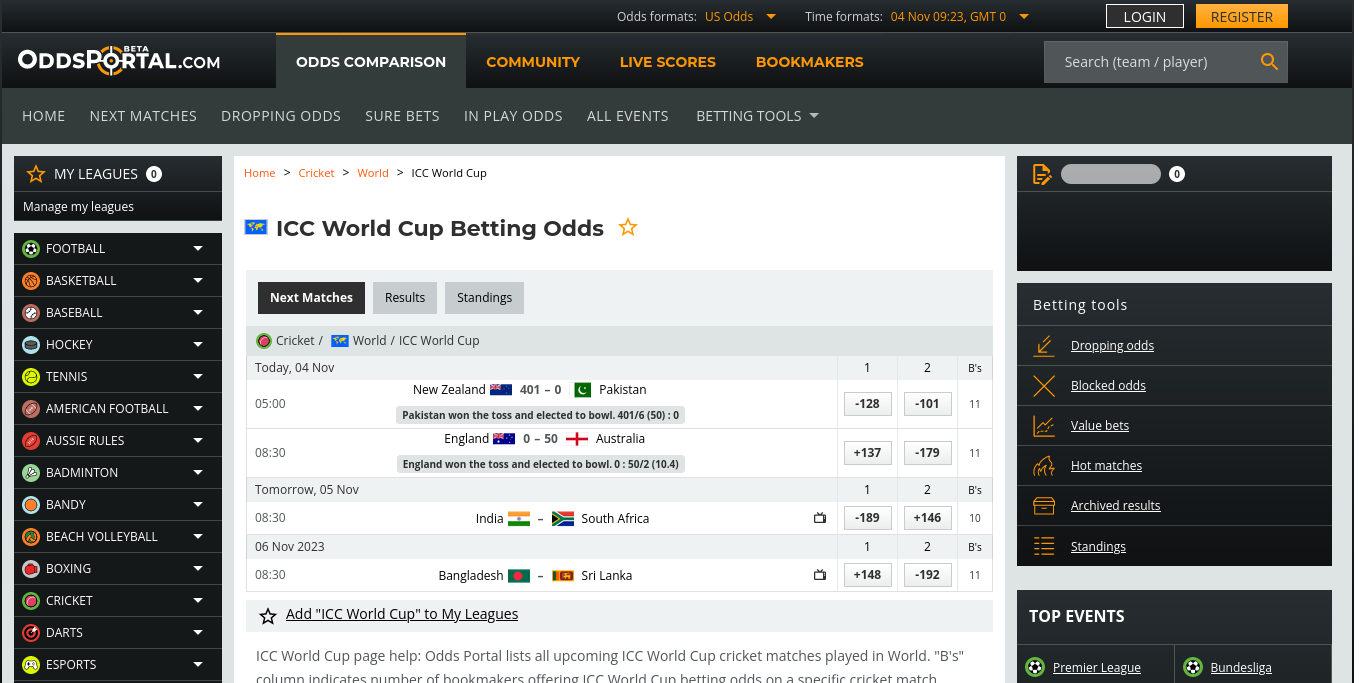 Odds formats: US Odds Time formats: 04 Nov 09:23, GMT 0 LOGIN REGISTER
ODDSPORTAL.COM BETA ODDS COMPARISON COMMUNITY LIVE SCORES BOOKMAKERS Search (team / player)
HOME NEXT MATCHES DROPPING ODDS SURE BETS IN PLAY ODDS ALL EVENTS BETTING TOOLS
MY LEAGUES 0
Manage my leagues
FOOTBALL
BASKETBALL
BASEBALL
HOCKEY
TENNIS
AMERICAN FOOTBALL
AUSSIE RULES
BADMINTON
BANDY
BEACH VOLLEYBALL
BOXING
CRICKET
DARTS
ESPORTS
Home > Cricket > World > ICC World Cup
ICC World Cup Betting Odds
Next Matches Results Standings
Cricket / World / ICC World Cup
Today, 04 Nov 1 2 B's
New Zealand 401 – 0 Pakistan
05:00 -128 -101 11
Pakistan won the toss and elected to bowl. 401/6 (50) : 0
England 0 – 50 Australia
08:30 +137 -179 11
England won the toss and elected to bowl. 0 : 50/2 (10.4)
Tomorrow, 05 Nov 1 2 B's
08:30 India – South Africa -189 +146 10
06 Nov 2023 1 2 B's
08:30 Bangladesh – Sri Lanka +148 -192 11
Add "ICC World Cup" to My Leagues
ICC World Cup page help: Odds Portal lists all upcoming ICC World Cup cricket matches played in World. "B's"
column indicates number of bookmakers offering ICC World Cup betting odds on a specific cricket match.
0
Betting tools
Dropping odds
Blocked odds
Value bets
Hot matches
Archived results
Standings
TOP EVENTS
Premier League Bundesliga